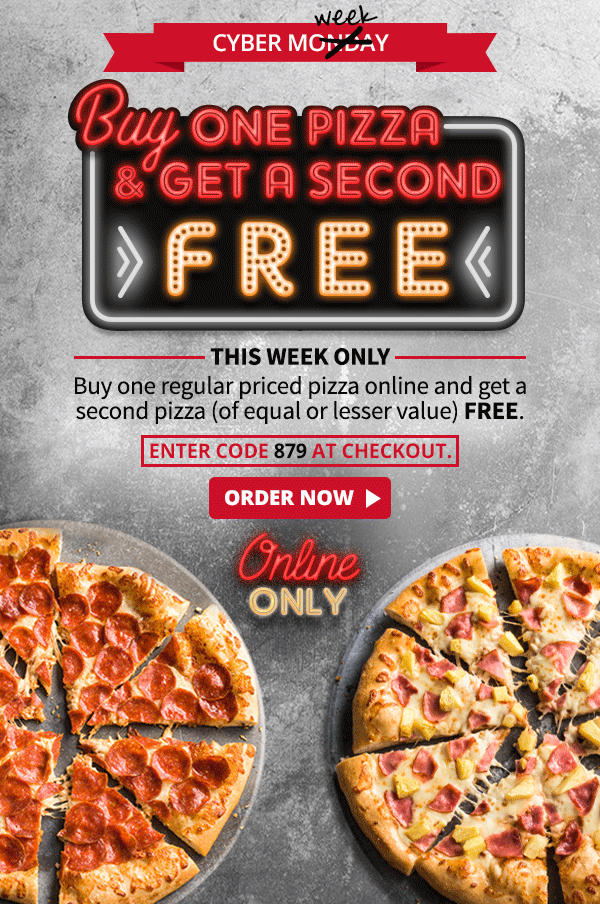 week
CYBER MONDAY
Buy ONE PIZZA
& GET A SECOND
FREE
THIS WEEK ONLY
Buy one regular priced pizza online and get a
second pizza (of equal or lesser value) FREE.
ENTER CODE 879 AT CHECKOUT.
ORDER NOW
Online
ONLY